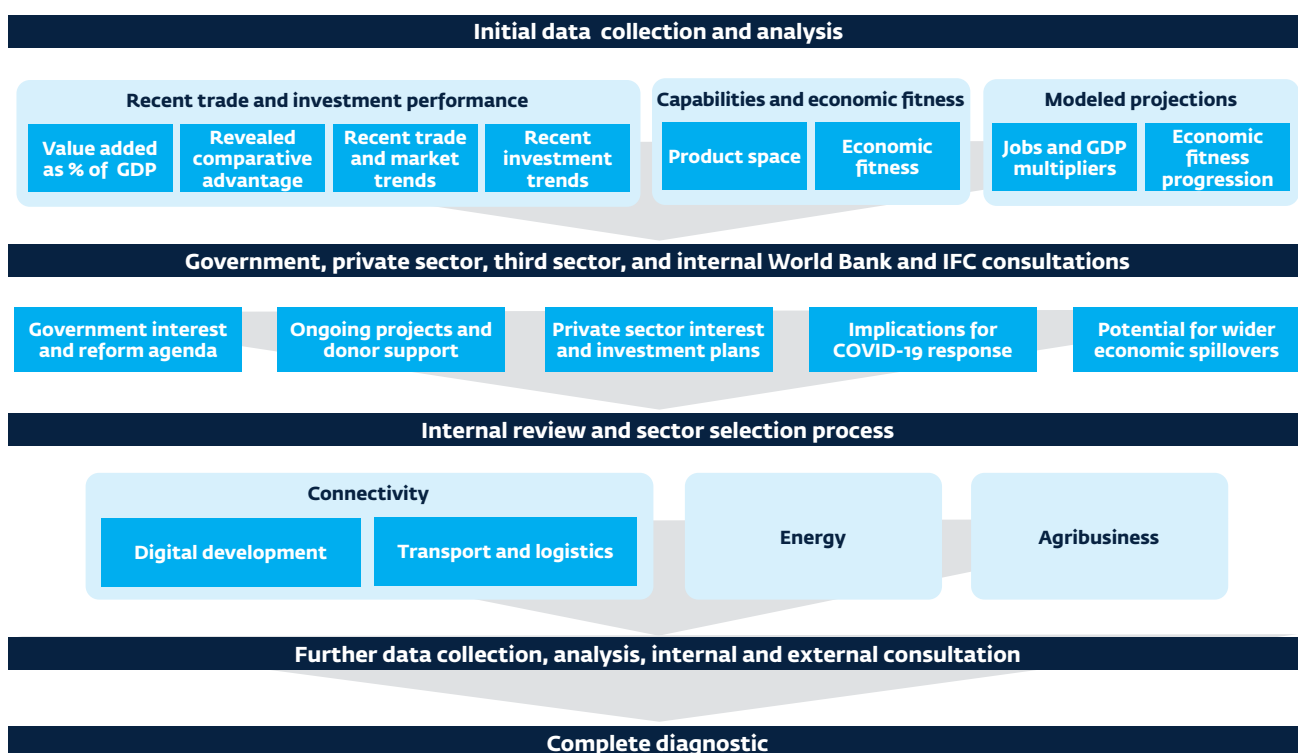 Initial data collection and analysis
Recent trade and investment performance
Value added
as % of GDP
Revealed
comparative
advantage
Recent trade
and market
trends
Recent
investment
trends
Capabilities and economic fitness
Product space
Economic
fitness
Modeled projections
Jobs and GDP
multipliers
Economic
fitness
progression
Government, private sector, third sector, and internal World Bank and IFC consultations
Government interest
and reform agenda
Ongoing projects and
donor support
Private sector interest
and investment plans
Implications for
COVID-19 response
Potential for wider
economic spillovers
Internal review and sector selection process
Connectivity
Digital development
Transport and logistics
Energy
Agribusiness
Further data collection, analysis, internal and external consultation
Complete diagnostic